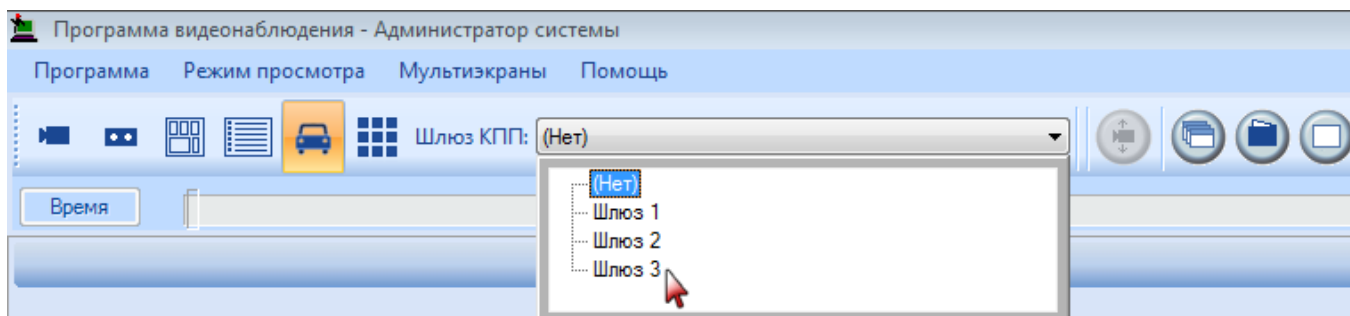 Программа видеонаблюдения - Администратор системы
Программа Режим просмотра Мультиэкраны Помощь
Шлюз КПП: (Нет)
(Нет)
Время
Шлюз 1
Шлюз 2
Шлюз 3